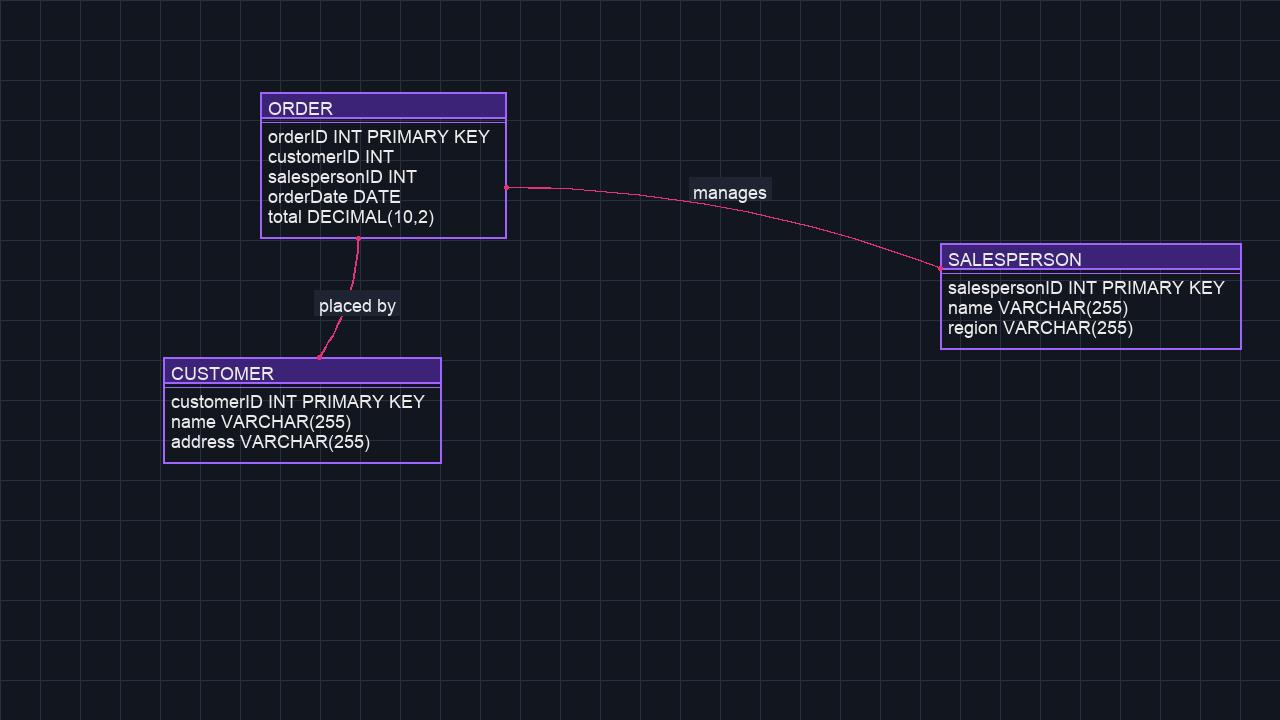 ORDER
orderID INT PRIMARY KEY
customerID INT
salespersonID INT
orderDate DATE
total DECIMAL(10,2)
manages
SALESPERSON
salespersonID INT PRIMARY KEY
name VARCHAR(255)
region VARCHAR(255)
placed by
CUSTOMER
customerID INT PRIMARY KEY
name VARCHAR(255)
address VARCHAR(255)